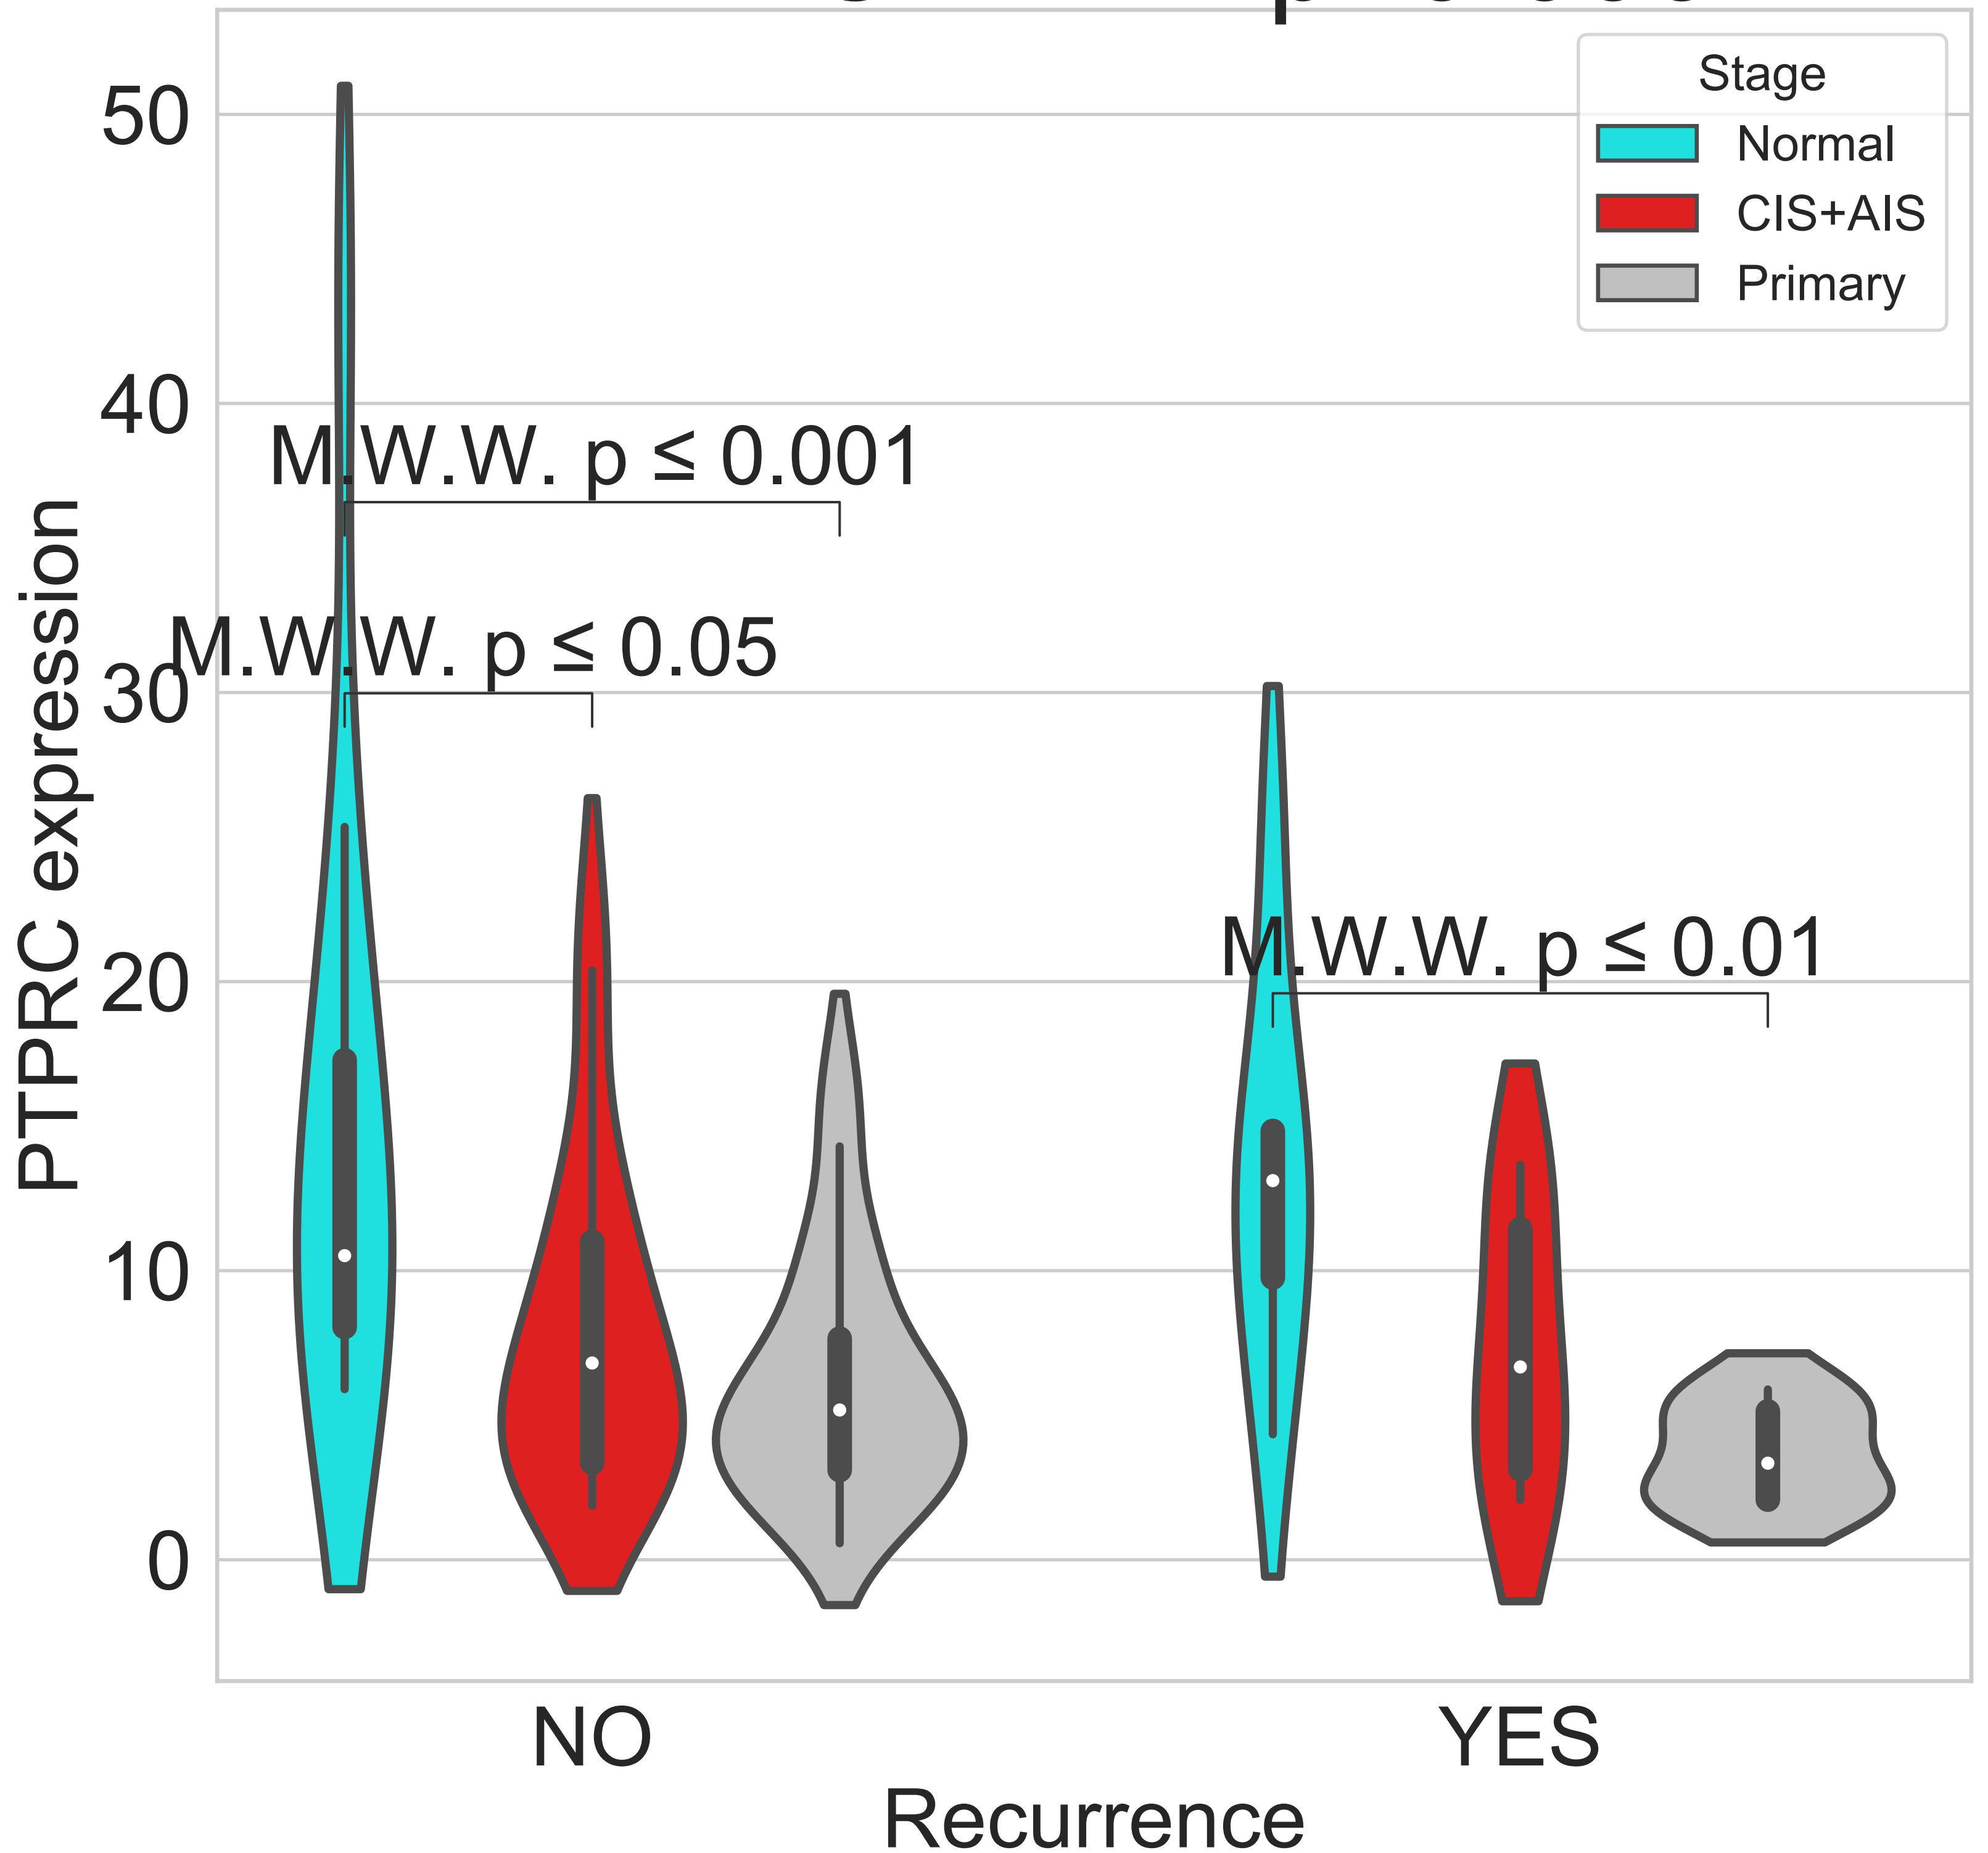 Stage
Normal
CIS+AIS
Primary
50
40
30
20
10
0
PTPRC expression
M.W.W. p ≤ 0.001
M.W.W. p ≤ 0.05
M.W.W. p ≤ 0.01
NO
YES
Recurrence